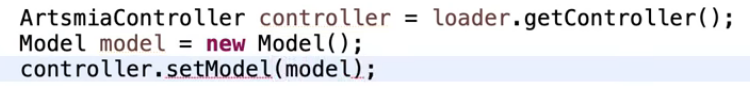 ArtsmiaController controller = loader.getController();
Model model = new Model();
controller.setModel(model);